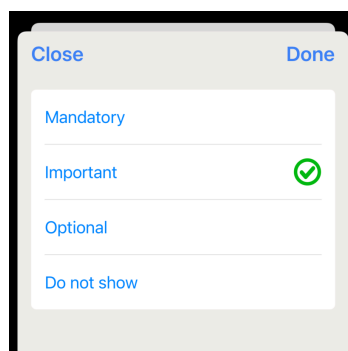 Close Done
Mandatory
Important
Optional
Do not show